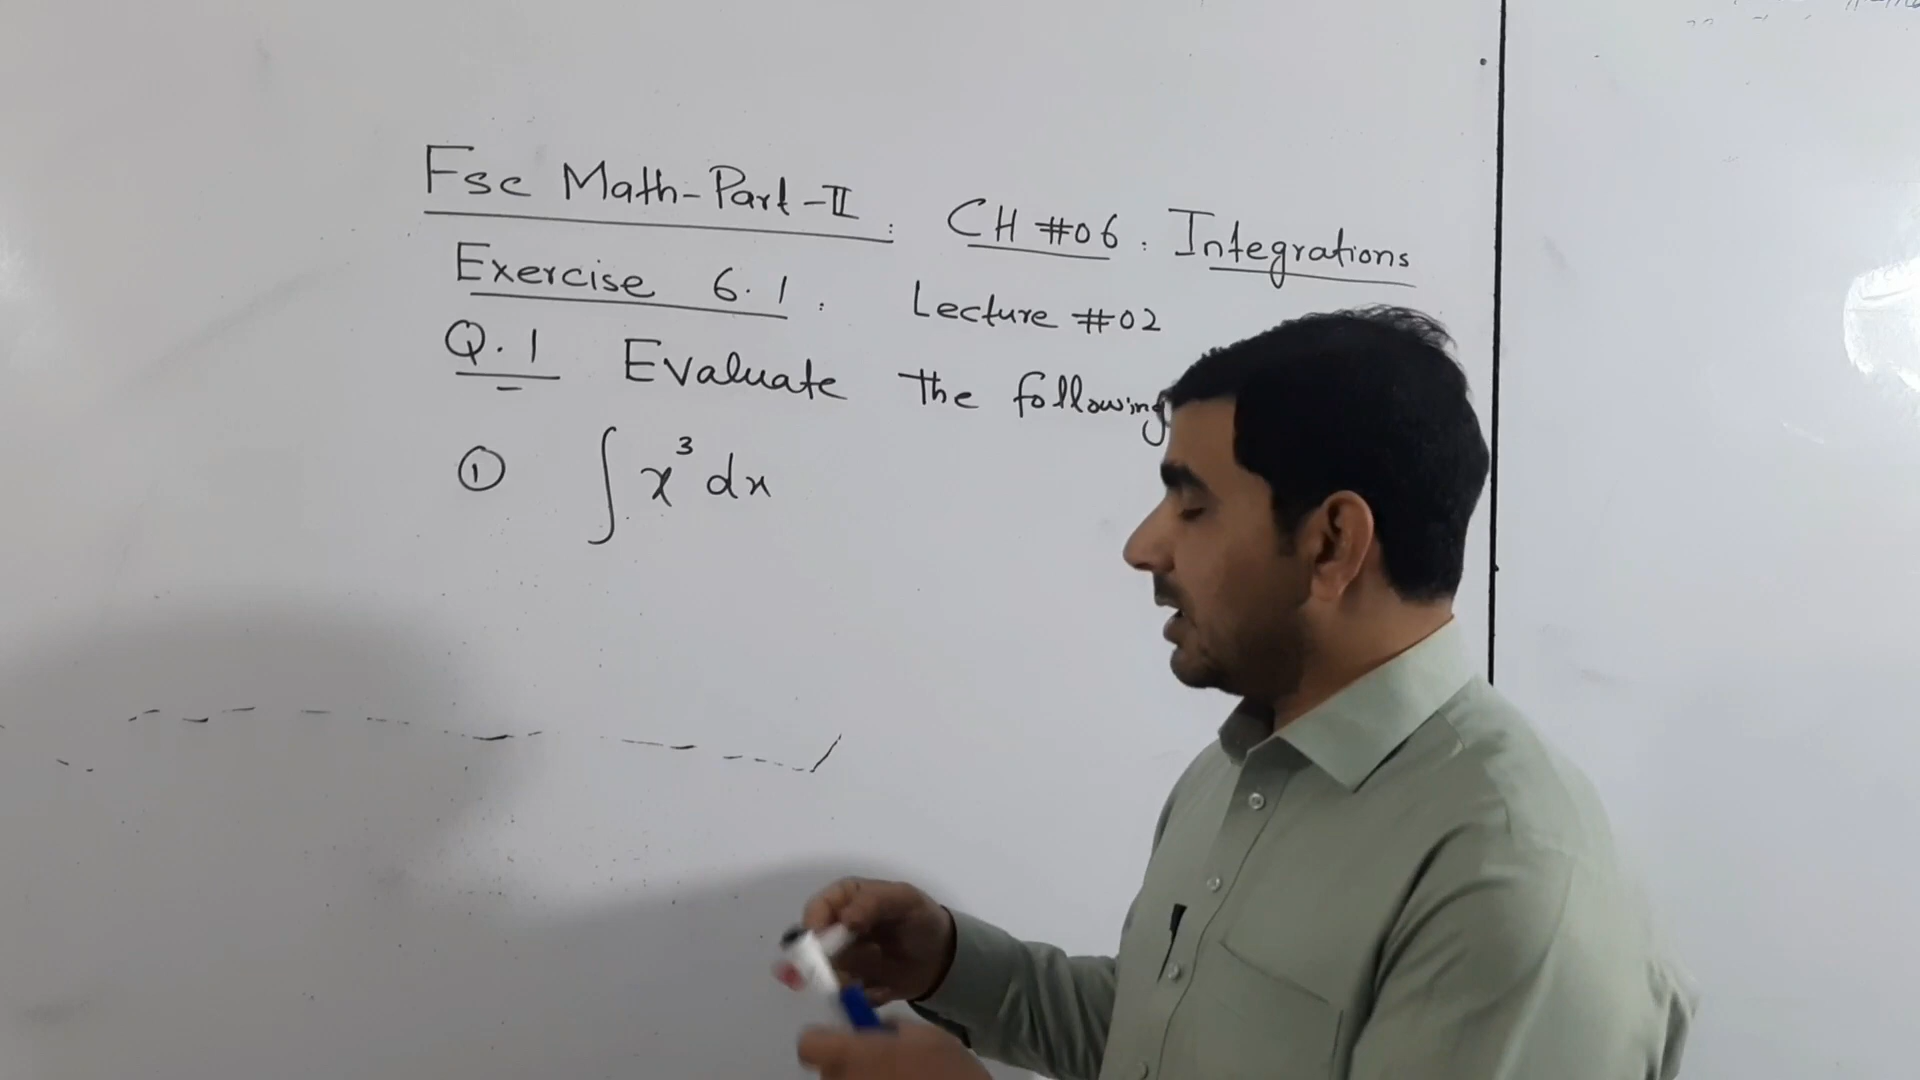 Fsc Math-Part-II : CH #06 : Integrations
Exercise 6.1 : Lecture #02
Q.1 Evaluate the following
① ∫ x³ dx